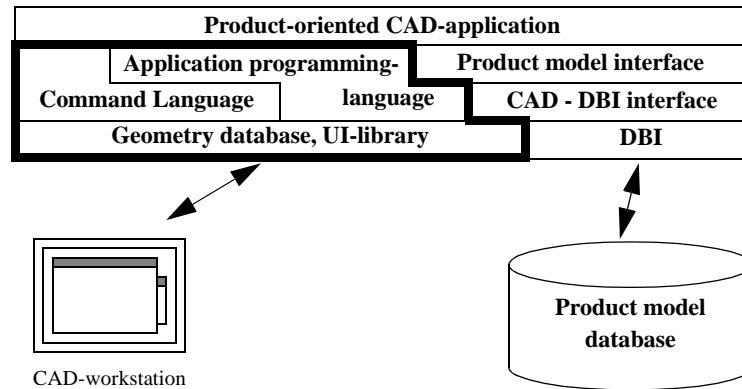 Product-oriented CAD-application
Application programming-
Product model interface
Command Language
language
CAD - DBI interface
Geometry database, UI-library
DBI
Product model
database
CAD-workstation